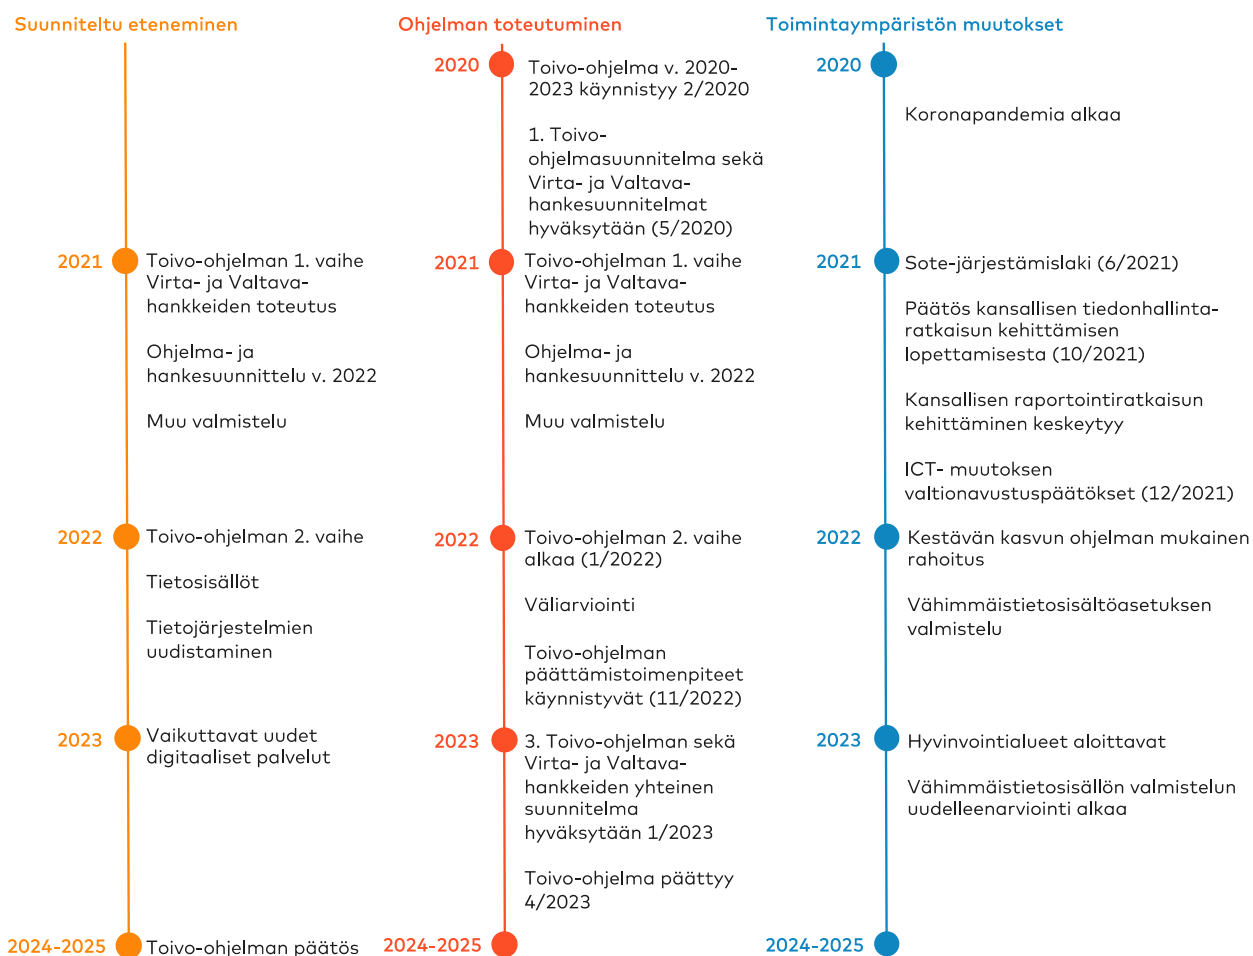 Suunniteltu eteneminen
2021
Toivo-ohjelman 1. vaihe
Virta- ja Valtava-
hankkeiden toteutus
Ohjelma- ja
hankesuunnittelu v. 2022
Muu valmistelu
2022
Toivo-ohjelman 2. vaihe
Tietosisällöt
Tietojärjestelmien
uudistaminen
2023
Vaikuttavat uudet
digitaaliset palvelut
2024-2025
Toivo-ohjelman päätös
Ohjelman toteutuminen
2020
Toivo-ohjelma v. 2020-
2023 käynnistyy 2/2020
1. Toivo-
ohjelmasuunnitelma sekä
Virta- ja Valtava-
hankesuunnitelmat
hyväksytään (5/2020)
2021
Toivo-ohjelman 1. vaihe
Virta- ja Valtava-
hankkeiden toteutus
Ohjelma- ja
hankesuunnittelu v. 2022
Muu valmistelu
2022
Toivo-ohjelman 2. vaihe
alkaa (1/2022)
Väliarviointi
Toivo-ohjelman
päättämistoimenpiteet
käynnistyvät (11/2022)
2023
3. Toivo-ohjelman sekä
Virta- ja Valtava-
hankkeiden yhteinen
suunnitelma
hyväksytään 1/2023
Toivo-ohjelma päättyy
4/2023
2024-2025
Toimintaympäristön muutokset
2020
Koronapandemia alkaa
2021
Sote-järjestämislaki (6/2021)
Päätös kansallisen tiedonhallinta-
ratkaisun kehittämisen
lopettamisesta (10/2021)
Kansallisen raportointiratkaisun
kehittäminen keskeytyy
ICT- muutoksen
valtionavustuspäätökset (12/2021)
2022
Kestävän kasvun ohjelman mukainen
rahoitus
Vähimmäistietosisältöasetuksen
valmistelu
2023
Hyvinvointialueet aloittavat
Vähimmäistietosisällön valmistelun
uudelleenarviointi alkaa
2024-2025